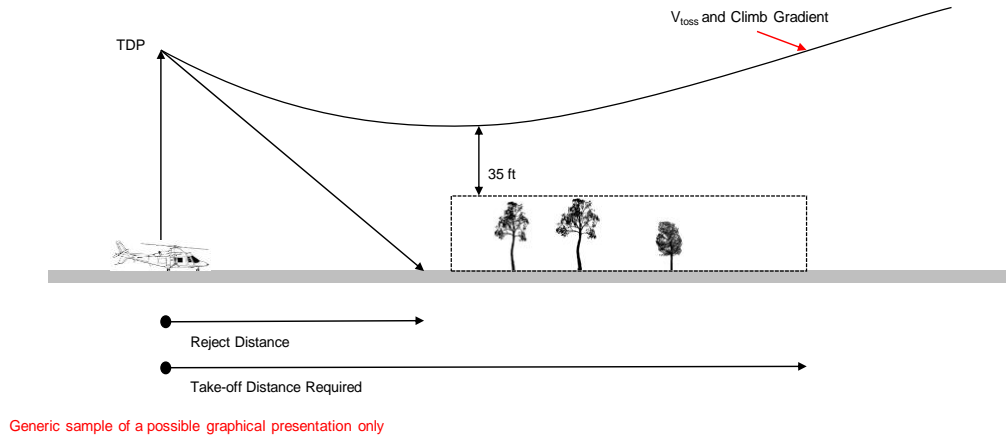 V_toss and Climb Gradient
TDP
35 ft
Reject Distance
Take-off Distance Required
Generic sample of a possible graphical presentation only